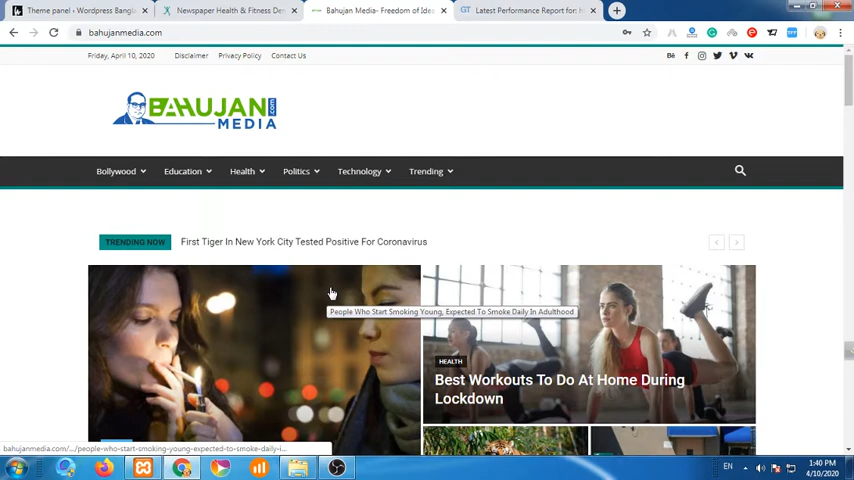 Theme panel ‹ Wordpress Bangla
Newspaper Health & Fitness De
Bahujan Media- Freedom of Idea
Latest Performance Report for: h
bahujanmedia.com
Friday, April 10, 2020 Disclaimer Privacy Policy Contact Us
BAHUJAN .com
MEDIA
Bollywood Education Health Politics Technology Trending
TRENDING NOW First Tiger In New York City Tested Positive For Coronavirus
People Who Start Smoking Young, Expected To Smoke Daily In Adulthood
HEALTH
Best Workouts To Do At Home During
Lockdown
bahujanmedia.com/.../people-who-start-smoking-young-expected-to-smoke-daily-i...
EN 1:40 PM
4/10/2020